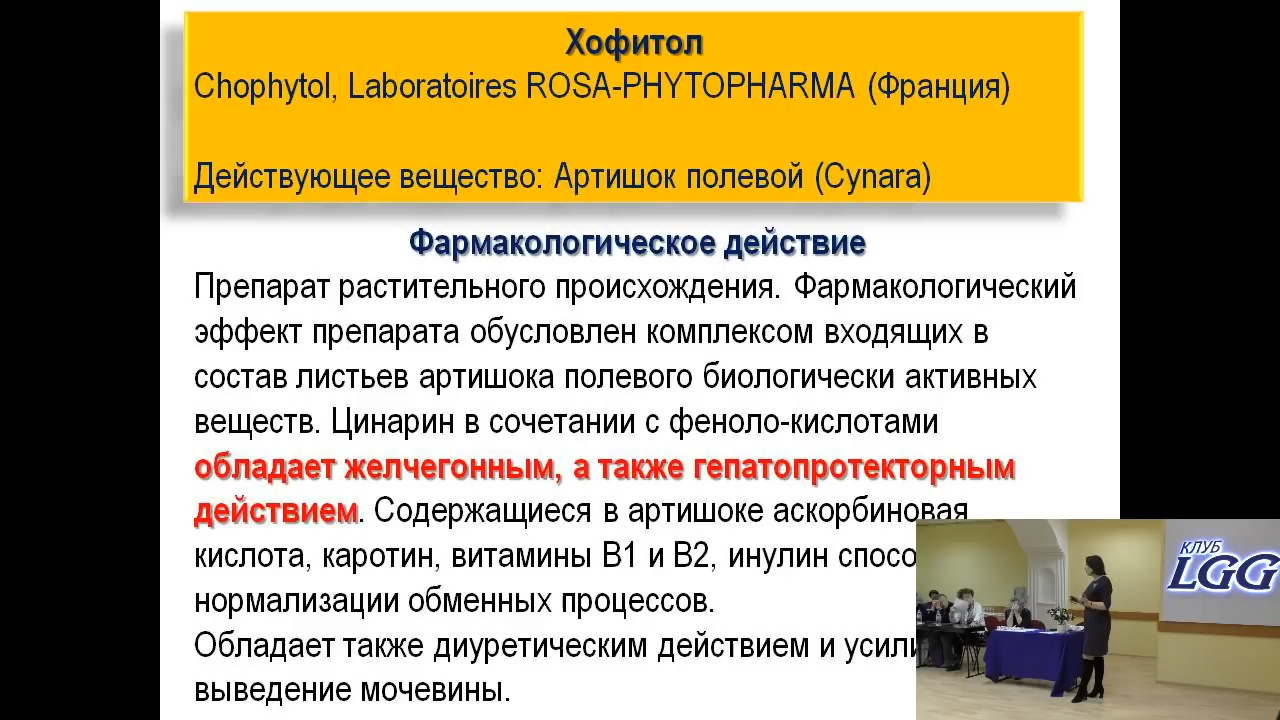 Хофитол
Chophytol, Laboratoires ROSA-PHYTOPHARMA (Франция)
Действующее вещество: Артишок полевой (Cynara)
Фармакологическое действие
Препарат растительного происхождения. Фармакологический
эффект препарата обусловлен комплексом входящих в
состав листьев артишока полевого биологически активных
веществ. Цинарин в сочетании с феноло-кислотами
обладает желчегонным, а также гепатопротекторным
действием. Содержащиеся в артишоке аскорбиновая
кислота, каротин, витамины В1 и В2, инулин
нормализации обменных процессов.
Обладает также диуретическим действием и
выведение мочевины.
КЛУБ
LGG